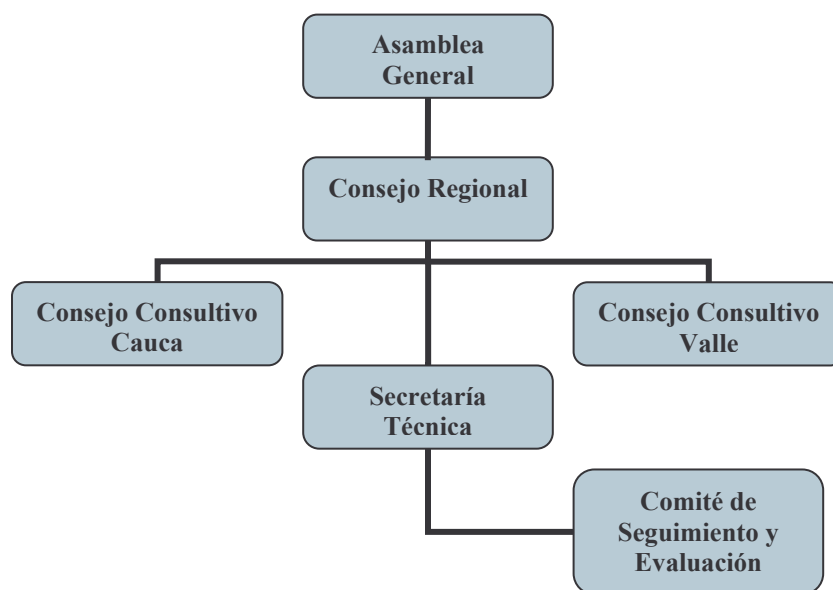 Asamblea
General
Consejo Regional
Consejo Consultivo
Cauca
Consejo Consultivo
Valle
Secretaría
Técnica
Comité de
Seguimiento y
Evaluación